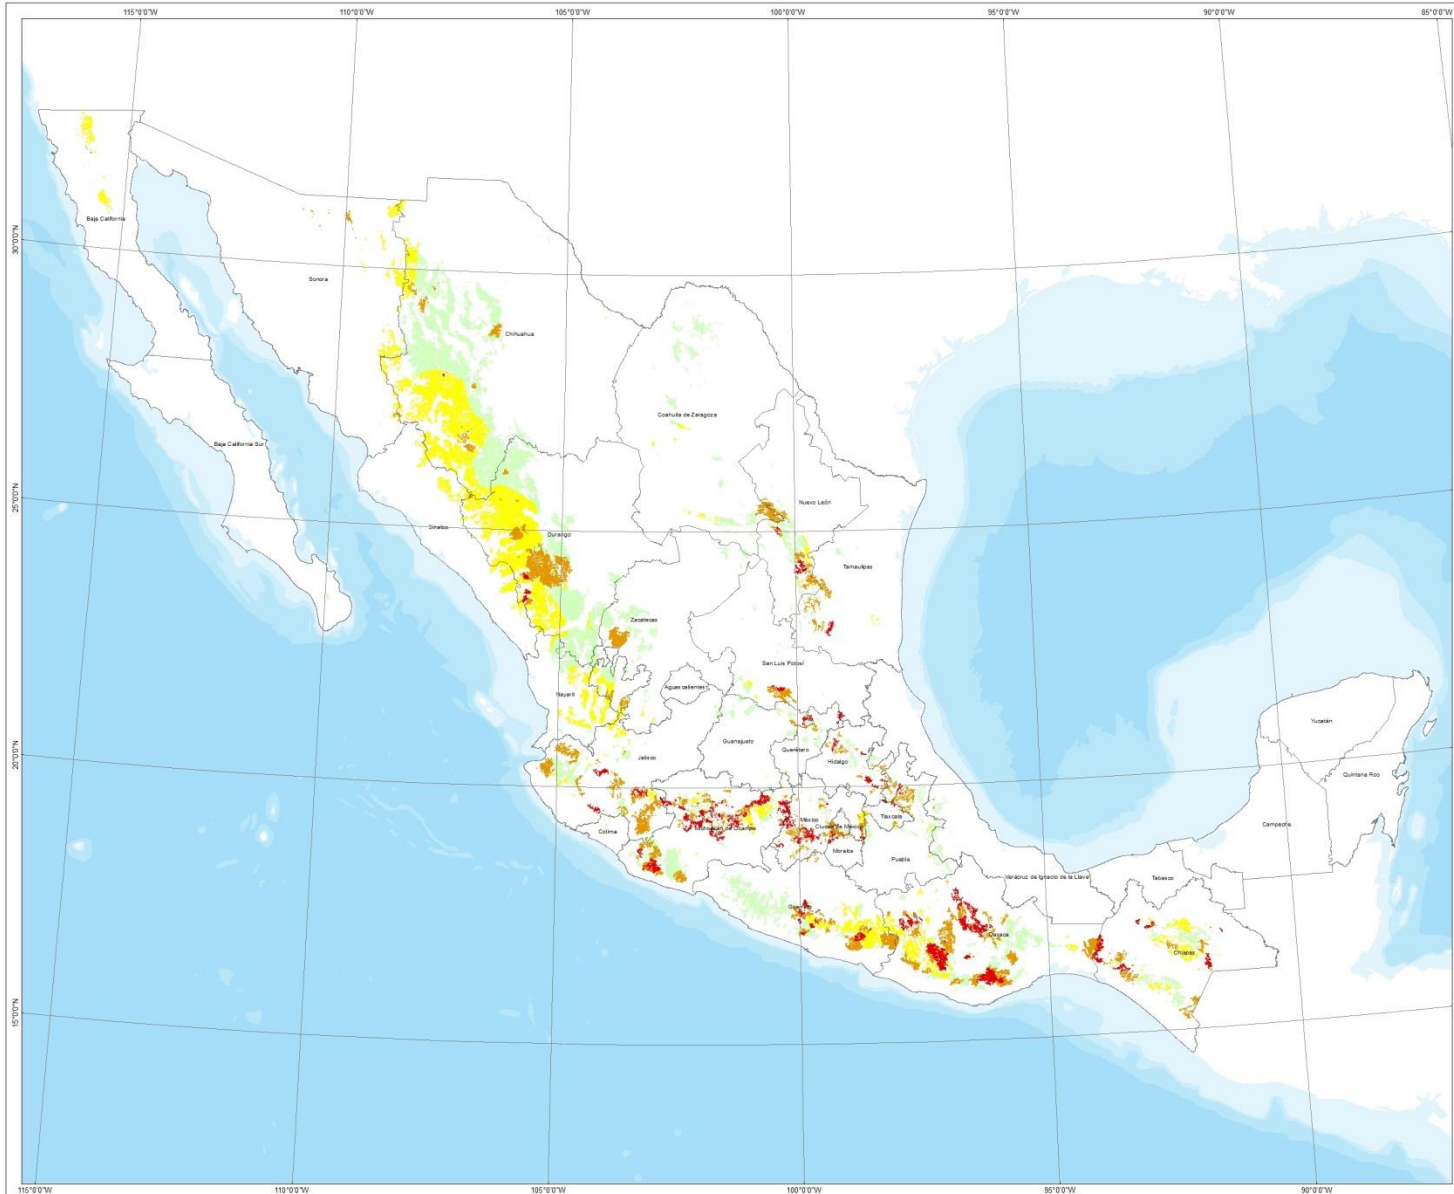 115°0'0"W 110°0'0"W 105°0'0"W 100°0'0"W 95°0'0"W 90°0'0"W 85°0'0"W
Baja California
30°0'0"N
Sonora
Chihuahua
Coahuila de Zaragoza
Baja California Sur
25°0'0"N
Nuevo León
Sinaloa
Durango
Tamaulipas
Zacatecas
San Luis Potosí
Nayarit
Aguascalientes
Yucatán
Guanajuato
Querétaro
Jalisco
Hidalgo
20°0'0"N
Quintana Roo
Tlaxcala
México
Ciudad de México
Michoacán de Ocampo
Colima
Campeche
Morelos
Puebla
Veracruz de Ignacio de la Llave
Tabasco
Guerrero
Oaxaca
Chiapas
15°0'0"N
115°0'0"W 110°0'0"W 105°0'0"W 100°0'0"W 95°0'0"W 90°0'0"W